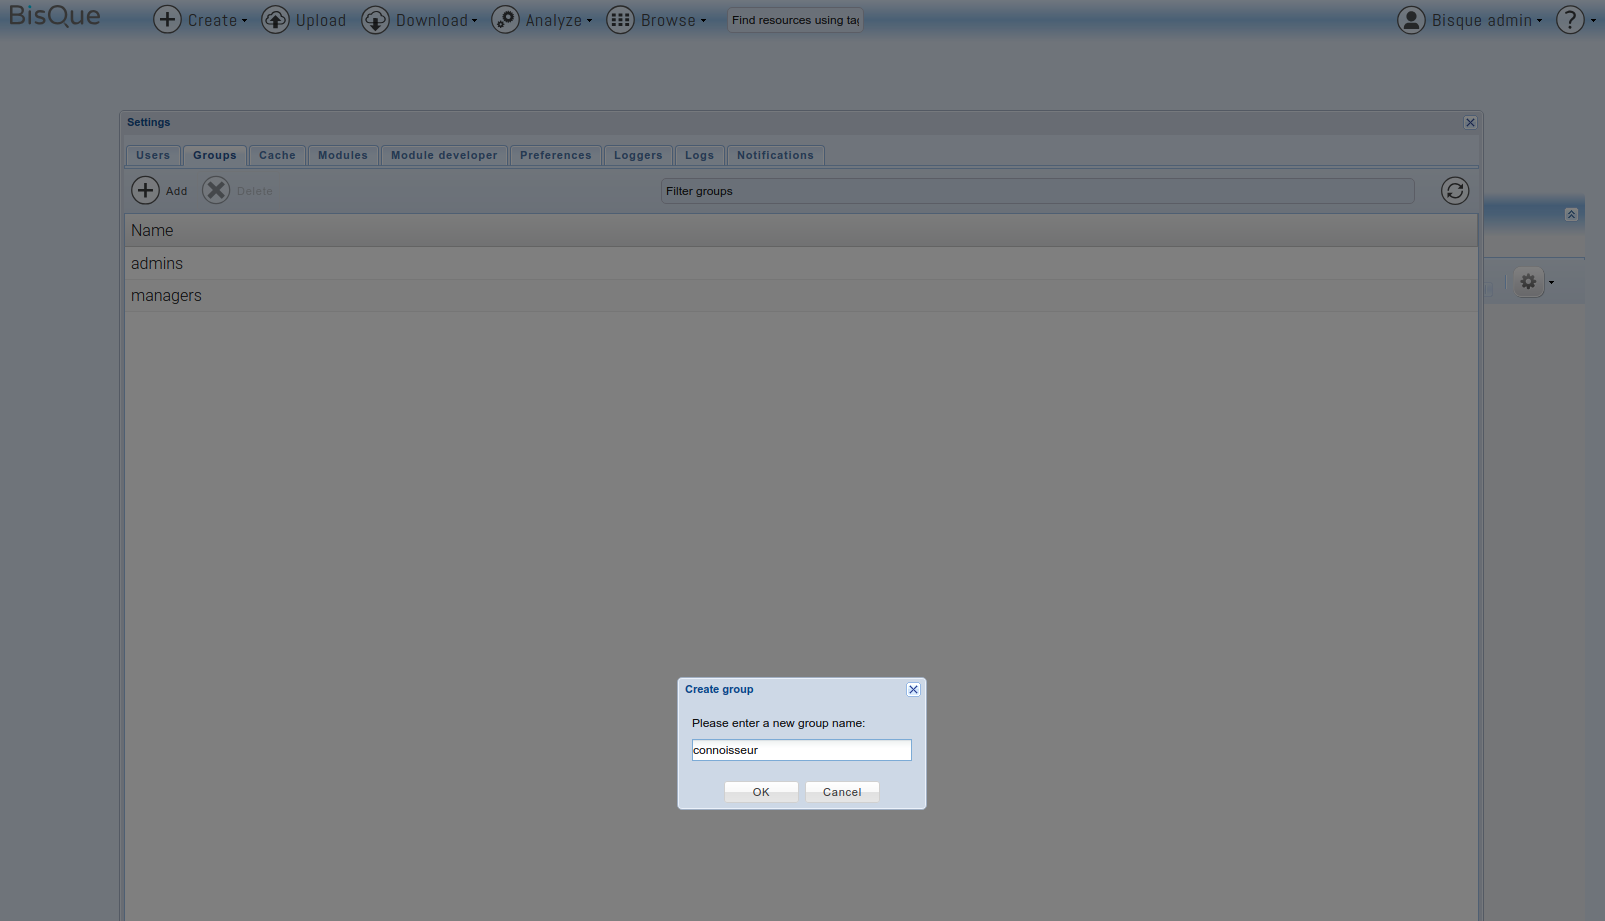 BisQue Create Upload Download Analyze Browse Find resources using tag Bisque admin ?
Settings
Users Groups Cache Modules Module developer Preferences Loggers Logs Notifications
Add Delete Filter groups
Name
admins
managers
Create group
Please enter a new group name:
connoisseur
OK Cancel